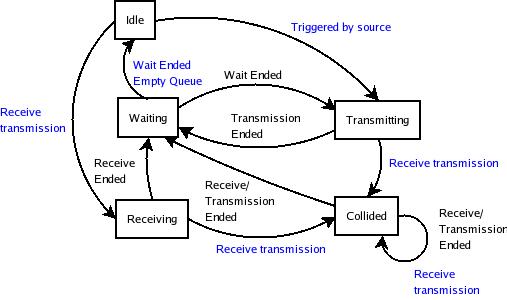 Idle
Triggered by source
Wait Ended
Empty Queue
Wait Ended
Receive
transmission
Waiting
Transmission
Ended
Transmitting
Receive
Ended
Receive transmission
Receive/
Transmission
Ended
Receiving
Collided
Receive/
Transmission
Ended
Receive transmission
Receive
transmission